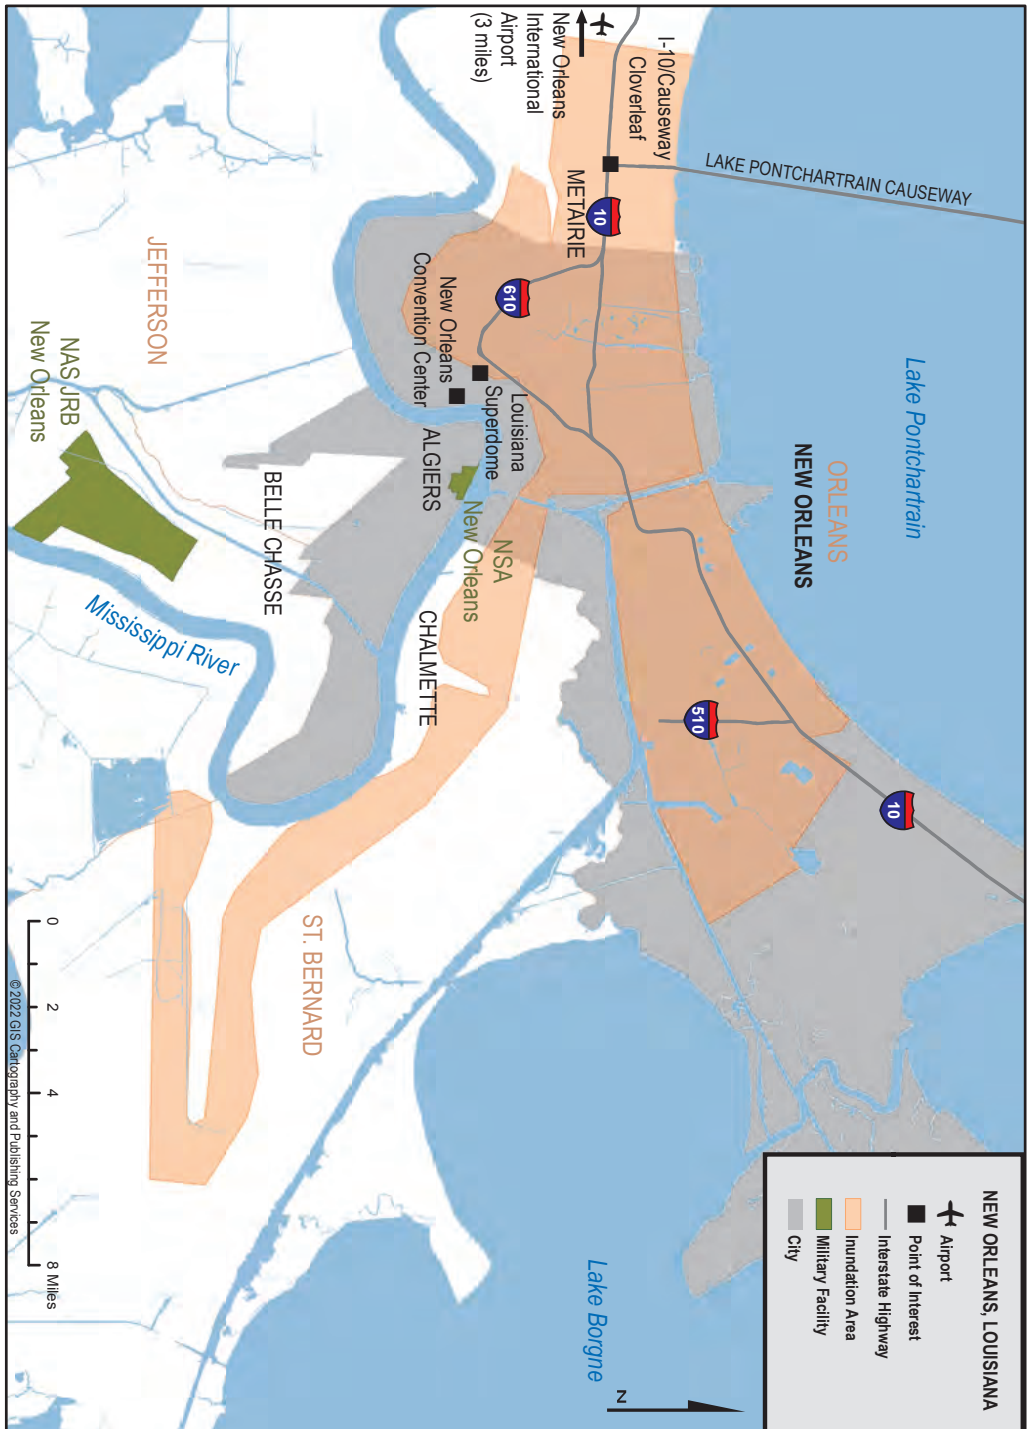 NEW ORLEANS, LOUISIANA
Airport
Point of Interest
Interstate Highway
Inundation Area
Military Facility
City
LAKE PONTCHARTRAIN CAUSEWAY
Lake Pontchartrain
ORLEANS
NEW ORLEANS
I-10/Causeway
Cloverleaf
New Orleans
International
Airport
(3 miles)
METAIRIE
10
610
510
10
Louisiana
Superdome
New Orleans
Convention Center
ALGIERS
NSA
New Orleans
CHALMETTE
BELLE CHASSE
JEFFERSON
NAS JRB
New Orleans
Mississippi River
ST. BERNARD
Lake Borgne
N
0 2 4 8 Miles
© 2022 GIS Cartography and Publishing Services